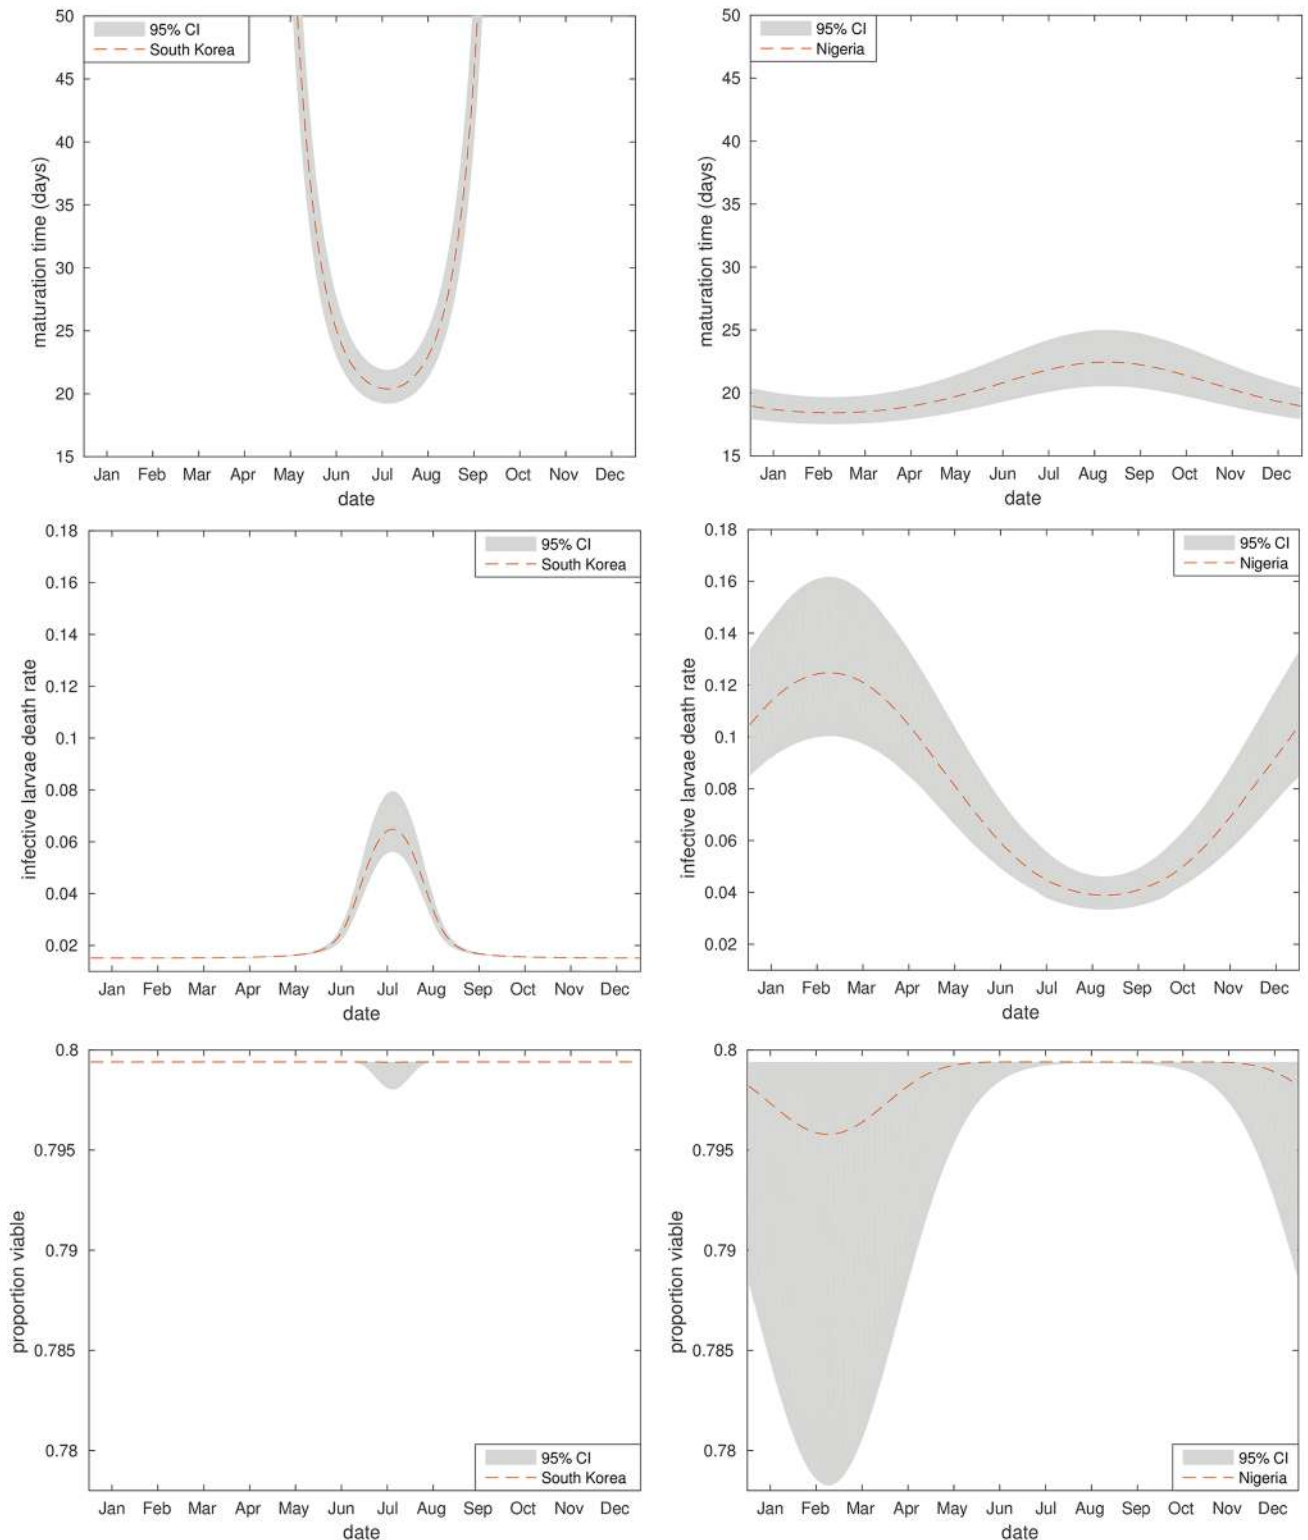 50
45
40
35
30
25
20
15
maturation time (days)
95% CI
South Korea
Jan Feb Mar Apr May Jun Jul Aug Sep Oct Nov Dec
date
50
45
40
35
30
25
20
15
maturation time (days)
95% CI
Nigeria
Jan Feb Mar Apr May Jun Jul Aug Sep Oct Nov Dec
date
0.18
0.16
0.14
0.12
0.1
0.08
0.06
0.04
0.02
infective larvae death rate
95% CI
South Korea
Jan Feb Mar Apr May Jun Jul Aug Sep Oct Nov Dec
date
0.18
0.16
0.14
0.12
0.1
0.08
0.06
0.04
0.02
infective larvae death rate
95% CI
Nigeria
Jan Feb Mar Apr May Jun Jul Aug Sep Oct Nov Dec
date
0.8
0.795
0.79
0.785
0.78
proportion viable
95% CI
South Korea
Jan Feb Mar Apr May Jun Jul Aug Sep Oct Nov Dec
date
0.8
0.795
0.79
0.785
0.78
proportion viable
95% CI
Nigeria
Jan Feb Mar Apr May Jun Jul Aug Sep Oct Nov Dec
date